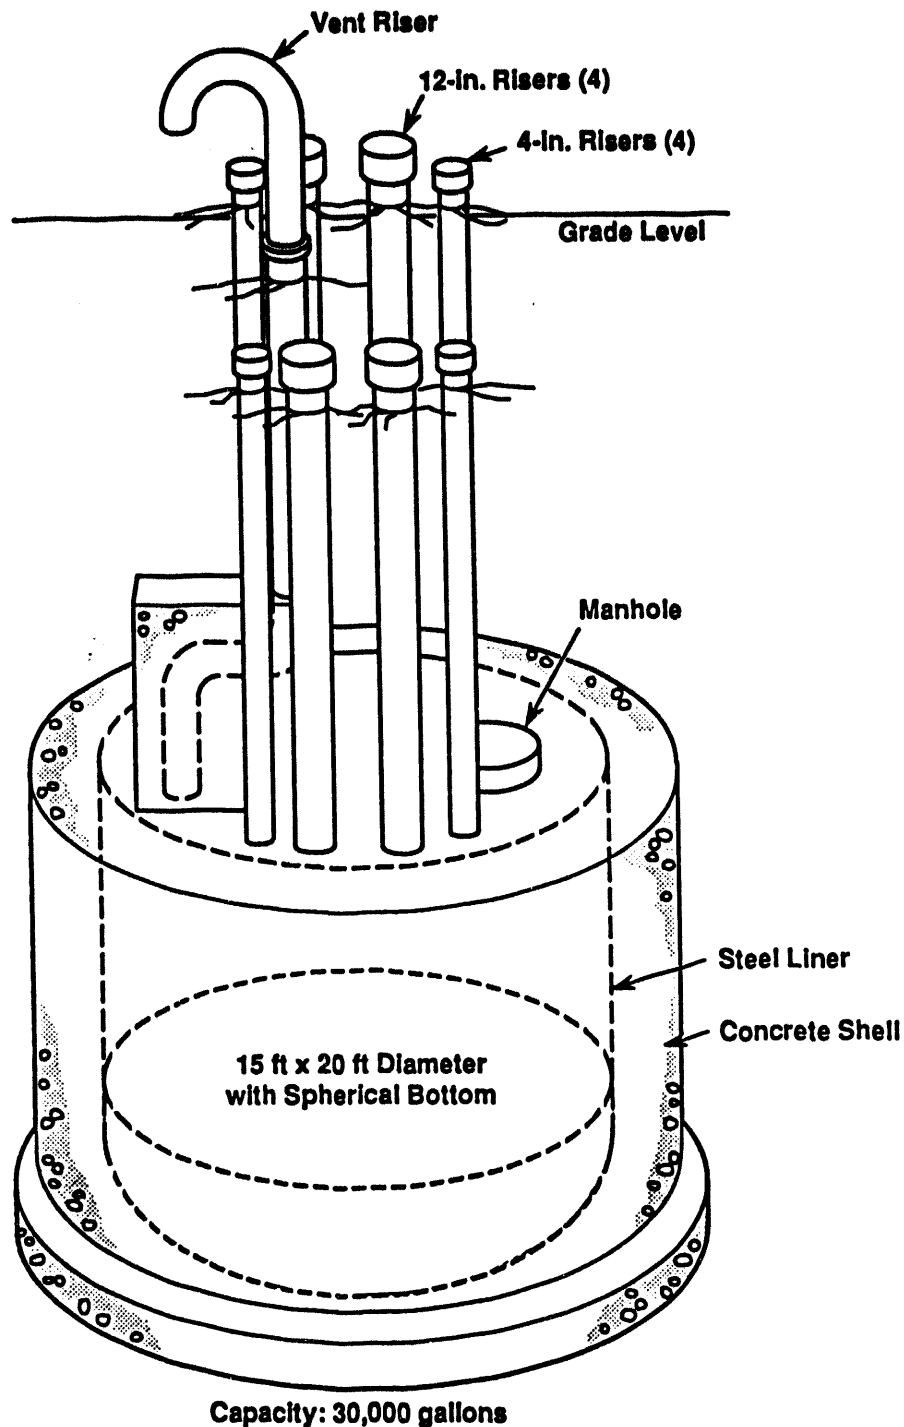 Vent Riser
12-in. Risers (4)
4-in. Risers (4)
Grade Level
Manhole
Steel Liner
Concrete Shell
15 ft x 20 ft Diameter
with Spherical Bottom
Capacity: 30,000 gallons